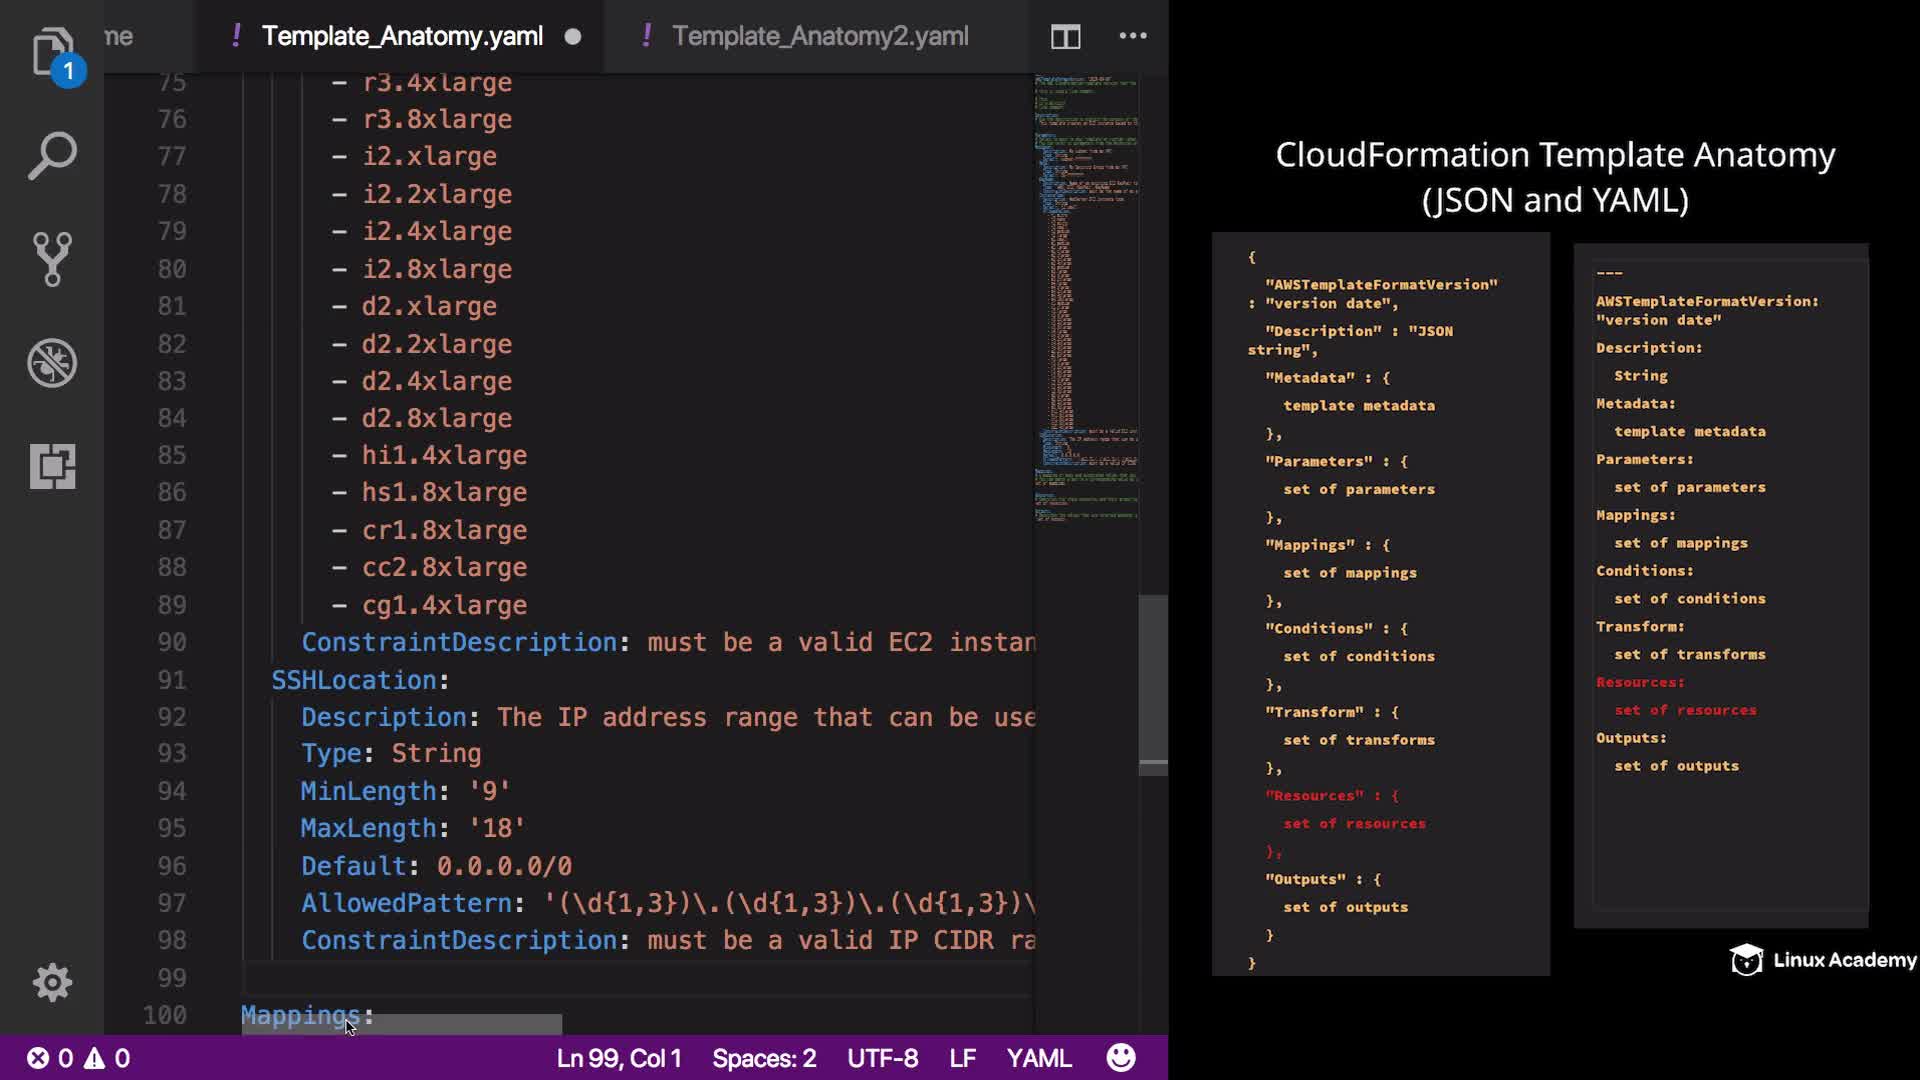 me
! Template_Anatomy.yaml
! Template_Anatomy2.yaml
1
75 - r3.4xlarge
76 - r3.8xlarge
77 - i2.xlarge
78 - i2.2xlarge
79 - i2.4xlarge
80 - i2.8xlarge
81 - d2.xlarge
82 - d2.2xlarge
83 - d2.4xlarge
84 - d2.8xlarge
85 - hi1.4xlarge
86 - hs1.8xlarge
87 - cr1.8xlarge
88 - cc2.8xlarge
89 - cg1.4xlarge
90 ConstraintDescription: must be a valid EC2 instan
91 SSHLocation:
92 Description: The IP address range that can be use
93 Type: String
94 MinLength: '9'
95 MaxLength: '18'
96 Default: 0.0.0.0/0
97 AllowedPattern: '(\d{1,3})\.(\d{1,3})\.(\d{1,3})\
98 ConstraintDescription: must be a valid IP CIDR ra
99
100 Mappings:
0 0
Ln 99, Col 1 Spaces: 2 UTF-8 LF YAML
CloudFormation Template Anatomy
(JSON and YAML)
{
"AWSTemplateFormatVersion"
: "version date",
"Description" : "JSON
string",
"Metadata" : {
template metadata
},
"Parameters" : {
set of parameters
},
"Mappings" : {
set of mappings
},
"Conditions" : {
set of conditions
},
"Transform" : {
set of transforms
},
"Resources" : {
set of resources
},
"Outputs" : {
set of outputs
}
}
---
AWSTemplateFormatVersion:
"version date"
Description:
String
Metadata:
template metadata
Parameters:
set of parameters
Mappings:
set of mappings
Conditions:
set of conditions
Transform:
set of transforms
Resources:
set of resources
Outputs:
set of outputs
Linux Academy